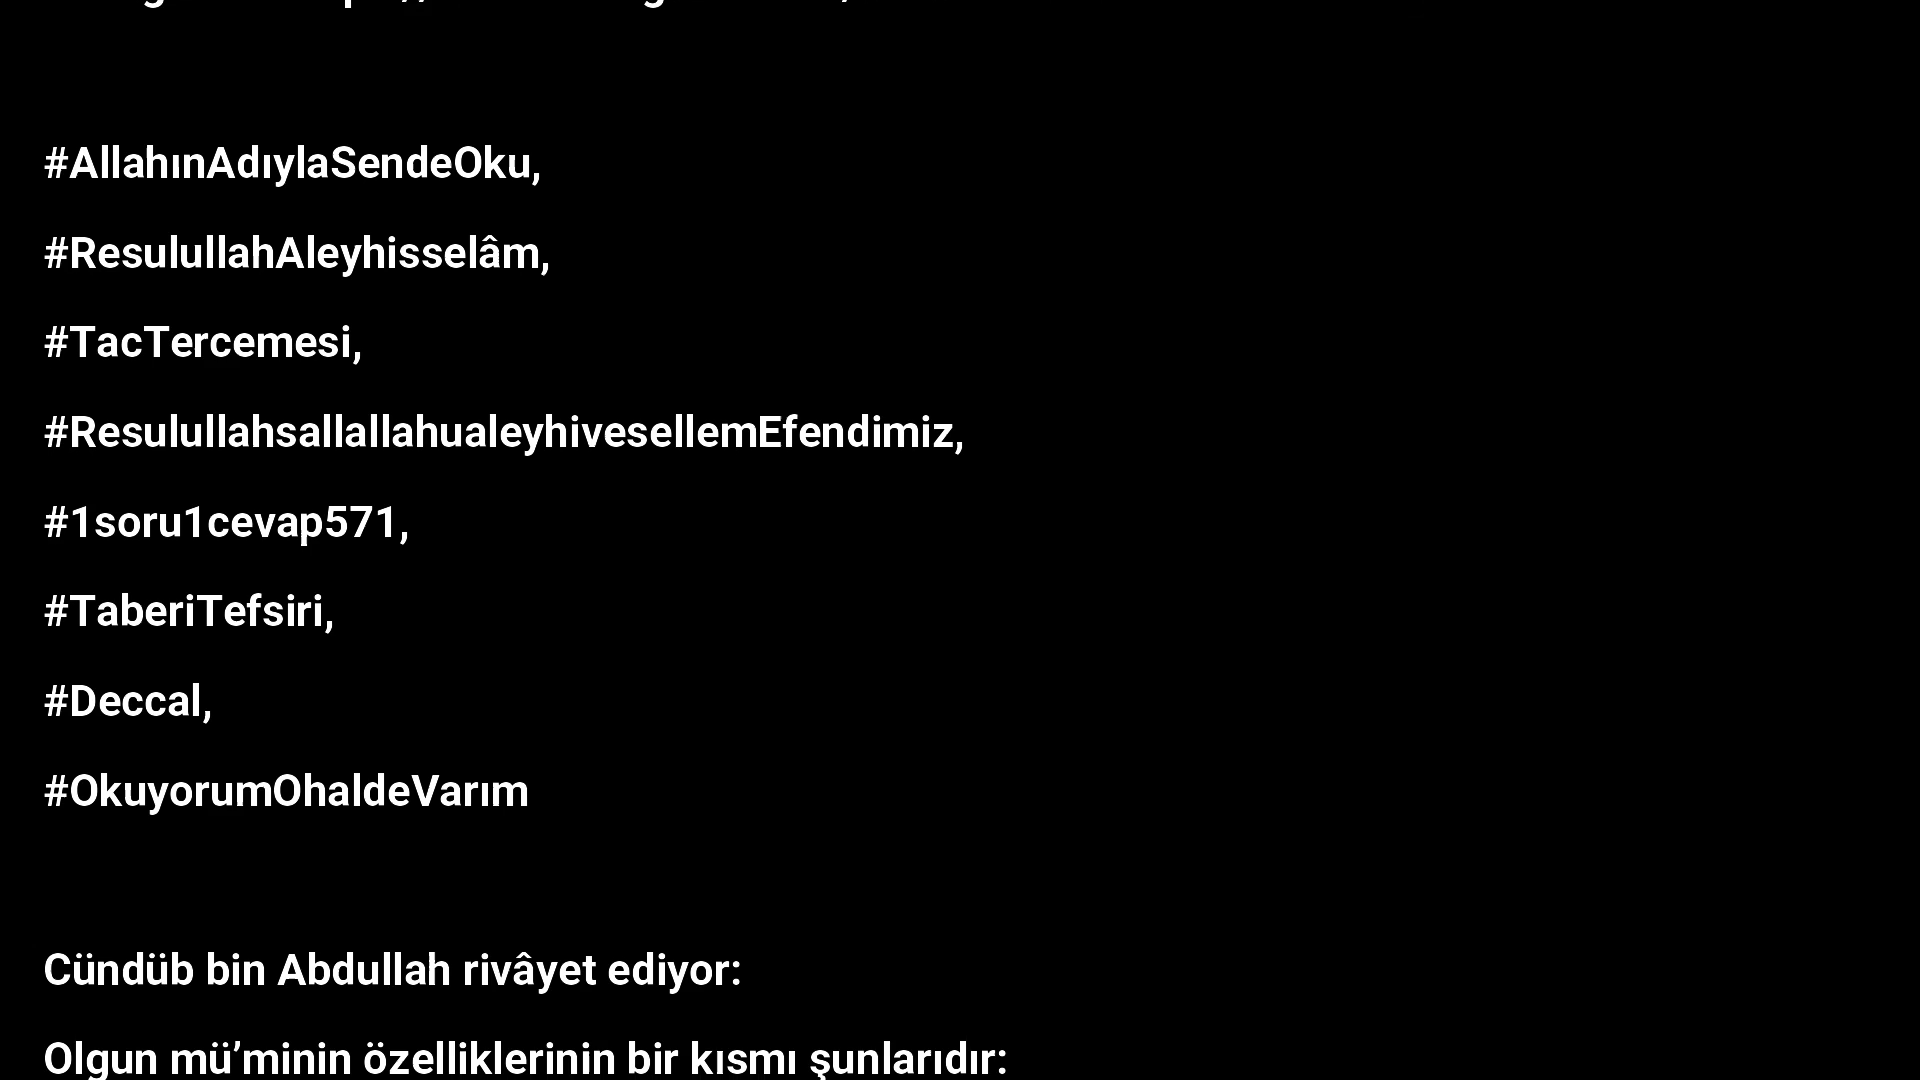 #AllahınAdıylaSendeOku,
#ResulullahAleyhisselâm,
#TacTercemesi,
#ResulullahsallallahualeyhivesellemEfendimiz,
#1soru1cevap571,
#TaberiTefsiri,
#Deccal,
#OkuyorumOhaldeVarım
Cündüb bin Abdullah rivâyet ediyor:
Olgun mü’minin özelliklerinin bir kısmı şunlarıdır: